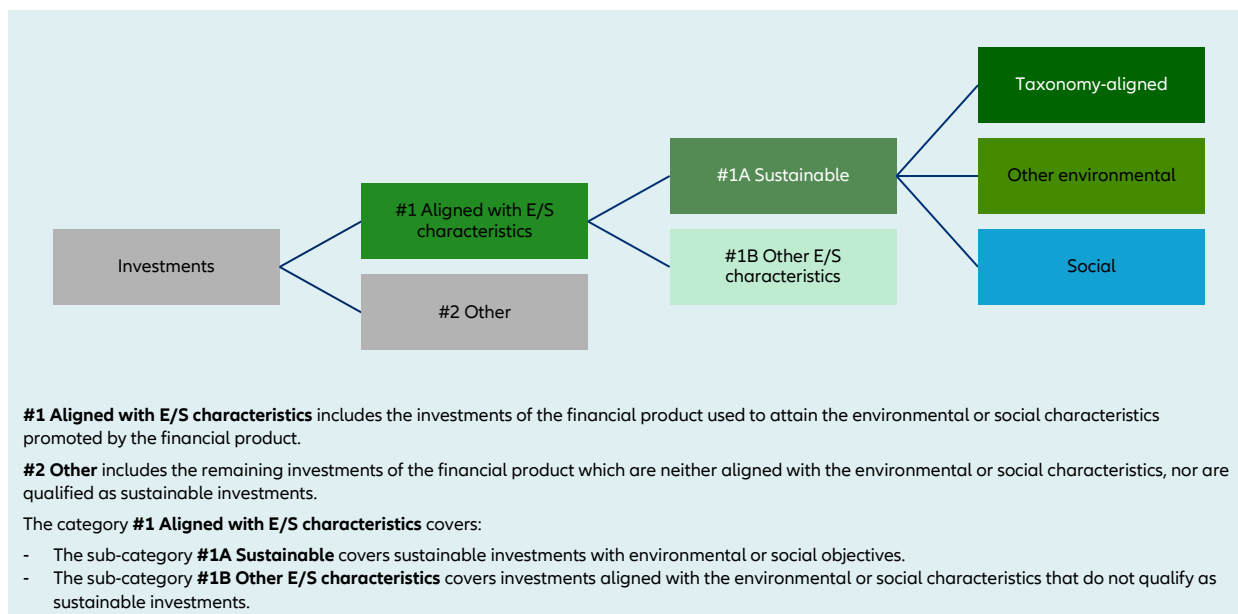 Taxonomy-aligned
#1A Sustainable
Other environmental
#1 Aligned with E/S
characteristics
#1B Other E/S
characteristics
Investments
Social
#2 Other
#1 Aligned with E/S characteristics includes the investments of the financial product used to attain the environmental or social characteristics
promoted by the financial product.
#2 Other includes the remaining investments of the financial product which are neither aligned with the environmental or social characteristics, nor are
qualified as sustainable investments.
The category #1 Aligned with E/S characteristics covers:
- The sub-category #1A Sustainable covers sustainable investments with environmental or social objectives.
- The sub-category #1B Other E/S characteristics covers investments aligned with the environmental or social characteristics that do not qualify as
sustainable investments.